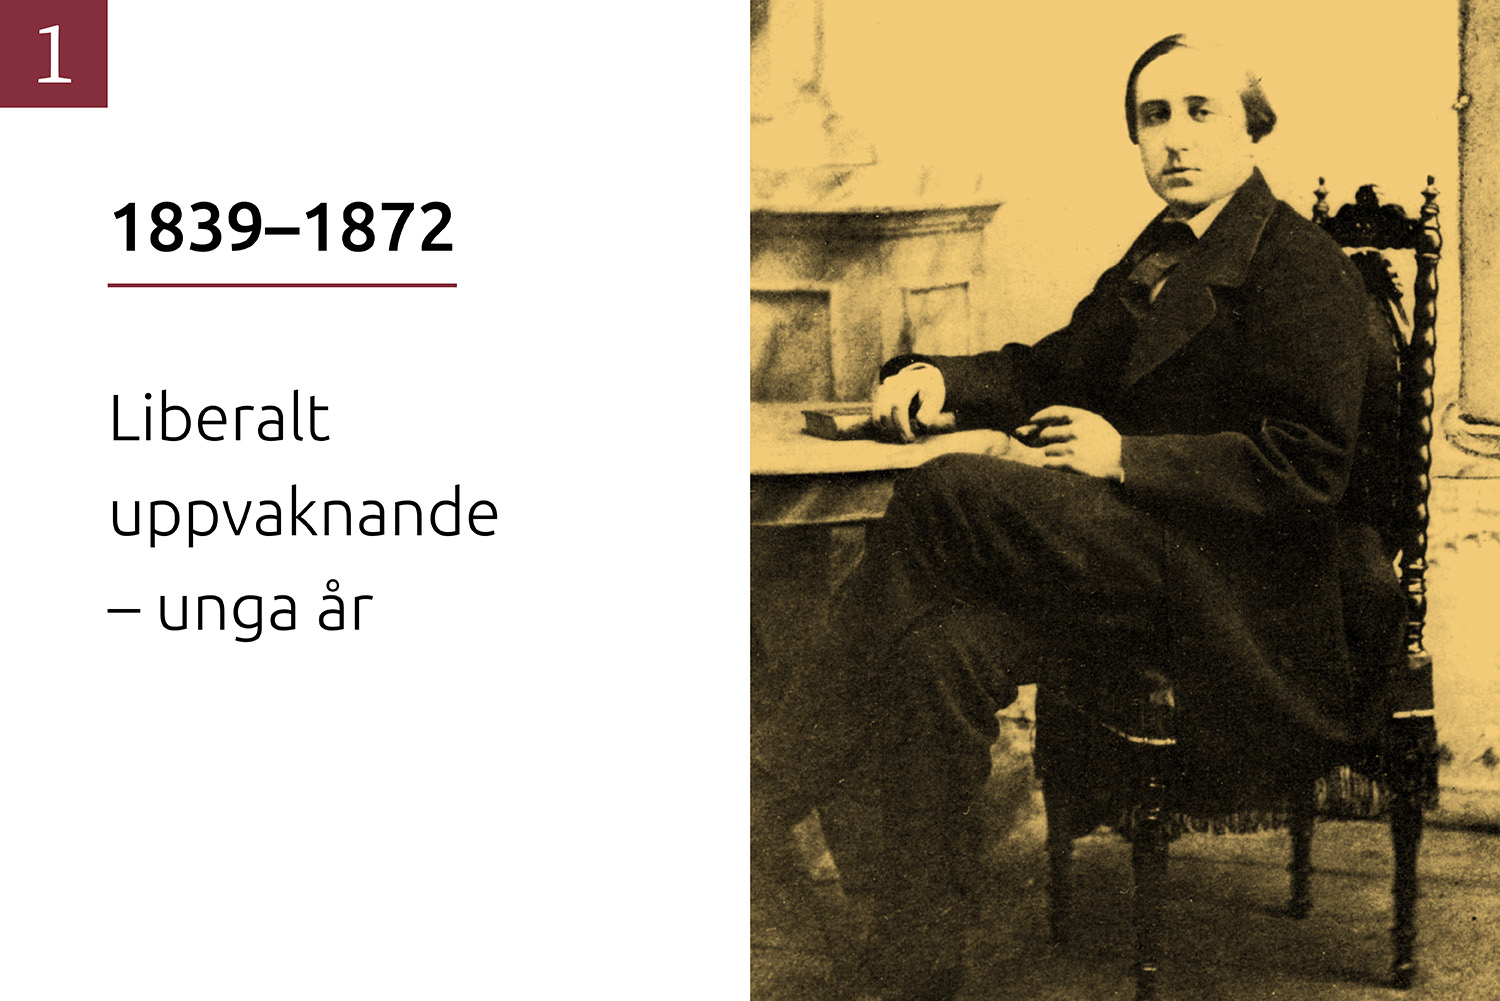 1
1839–1872
Liberalt
uppvaknande
– unga år